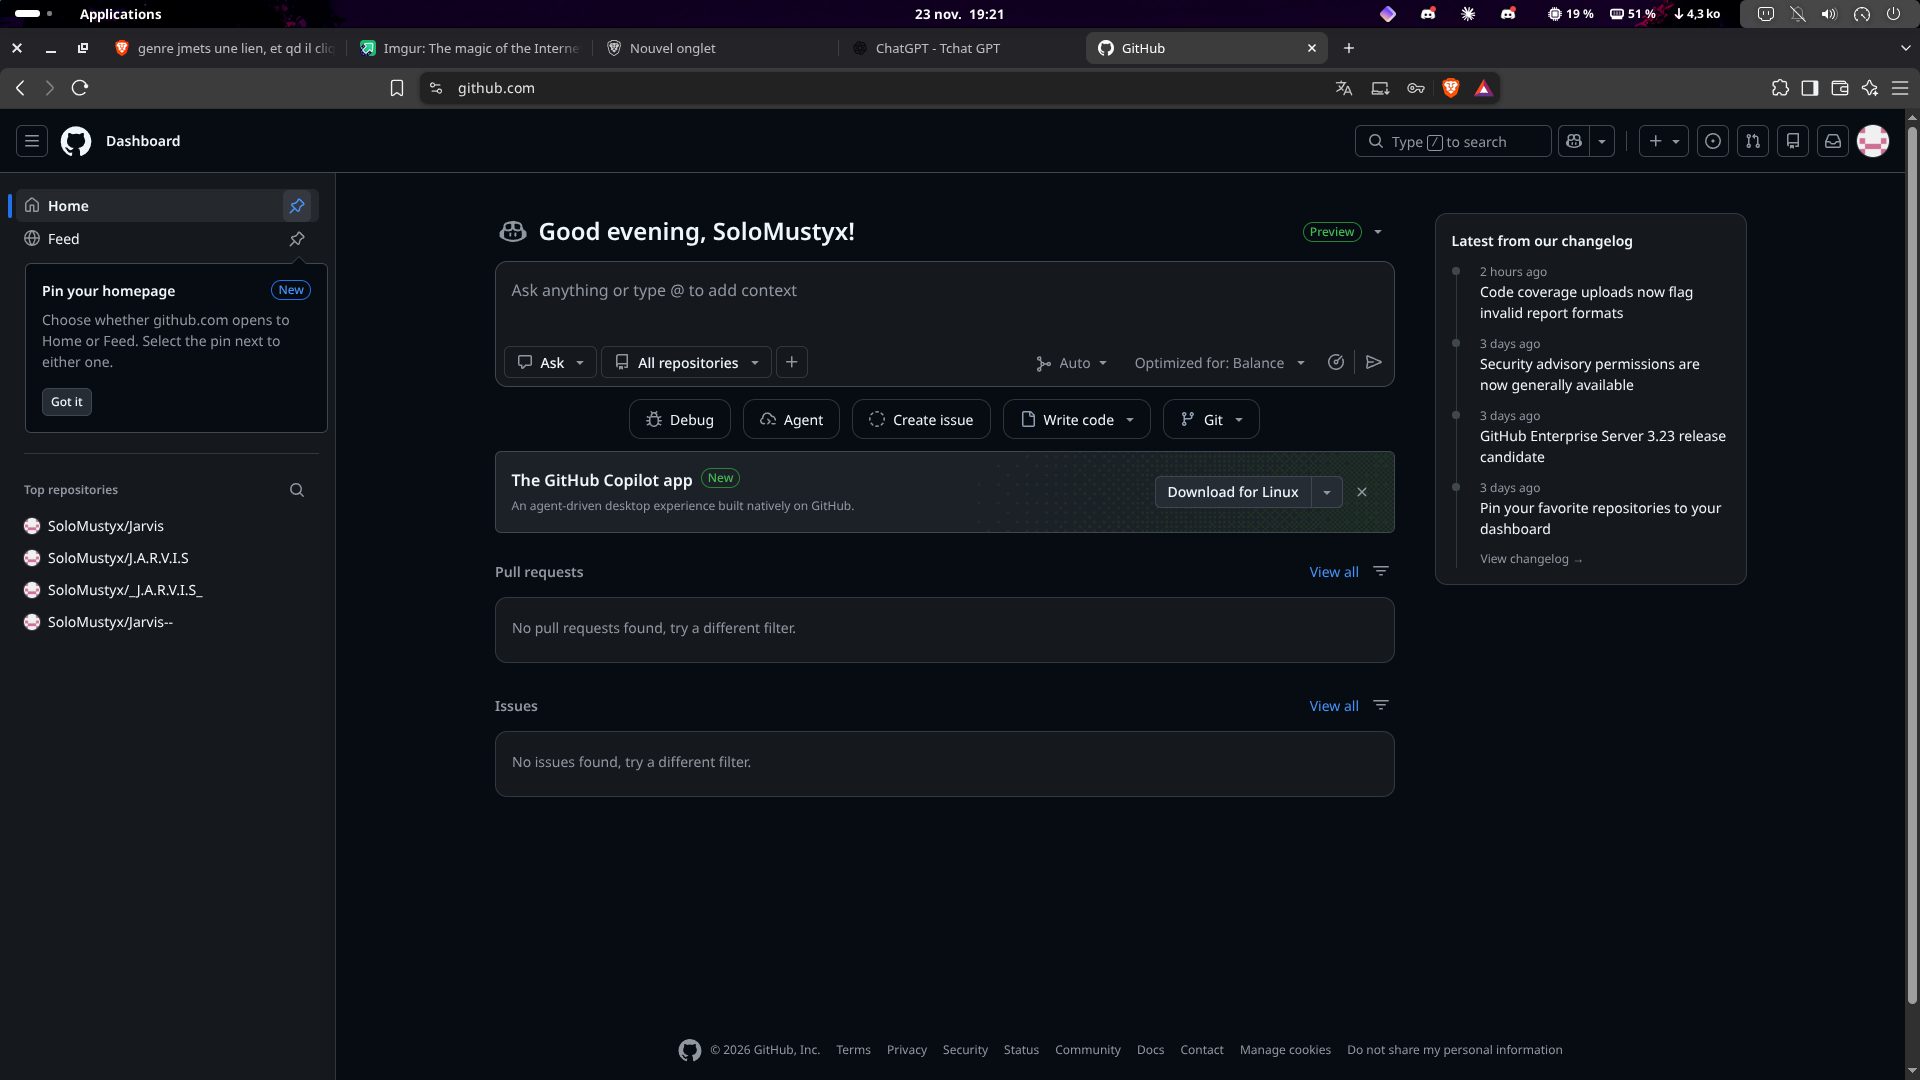 Applications
23 nov. 19:21
19 %
51 %
4,3 ko
genre jmets une lien, et qd il cliq
Imgur: The magic of the Interne
Nouvel onglet
ChatGPT - Tchat GPT
GitHub
github.com
Dashboard
Type / to search
Home
Feed
Pin your homepage
New
Choose whether github.com opens to
Home or Feed. Select the pin next to
either one.
Got it
Top repositories
SoloMustyx/Jarvis
SoloMustyx/J.A.R.V.I.S
SoloMustyx/_J.A.R.V.I.S_
SoloMustyx/Jarvis--
Good evening, SoloMustyx!
Preview
Ask anything or type @ to add context
Ask
All repositories
Auto
Optimized for: Balance
Debug
Agent
Create issue
Write code
Git
The GitHub Copilot app
New
An agent-driven desktop experience built natively on GitHub.
Download for Linux
Pull requests
View all
No pull requests found, try a different filter.
Issues
View all
No issues found, try a different filter.
Latest from our changelog
2 hours ago
Code coverage uploads now flag
invalid report formats
3 days ago
Security advisory permissions are
now generally available
3 days ago
GitHub Enterprise Server 3.23 release
candidate
3 days ago
Pin your favorite repositories to your
dashboard
View changelog →
© 2026 GitHub, Inc.
Terms
Privacy
Security
Status
Community
Docs
Contact
Manage cookies
Do not share my personal information